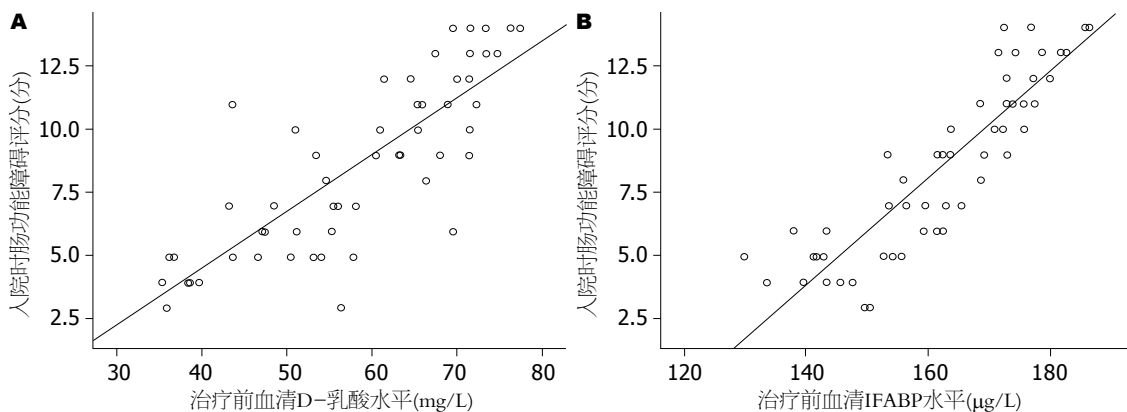 A
入院时肠功能障碍评分(分)
12.5
10.0
7.5
5.0
2.5
30 40 50 60 70 80
治疗前血清D-乳酸水平(mg/L)
B
入院时肠功能障碍评分(分)
12.5
10.0
7.5
5.0
2.5
120 140 160 180
治疗前血清IFABP水平(μg/L)